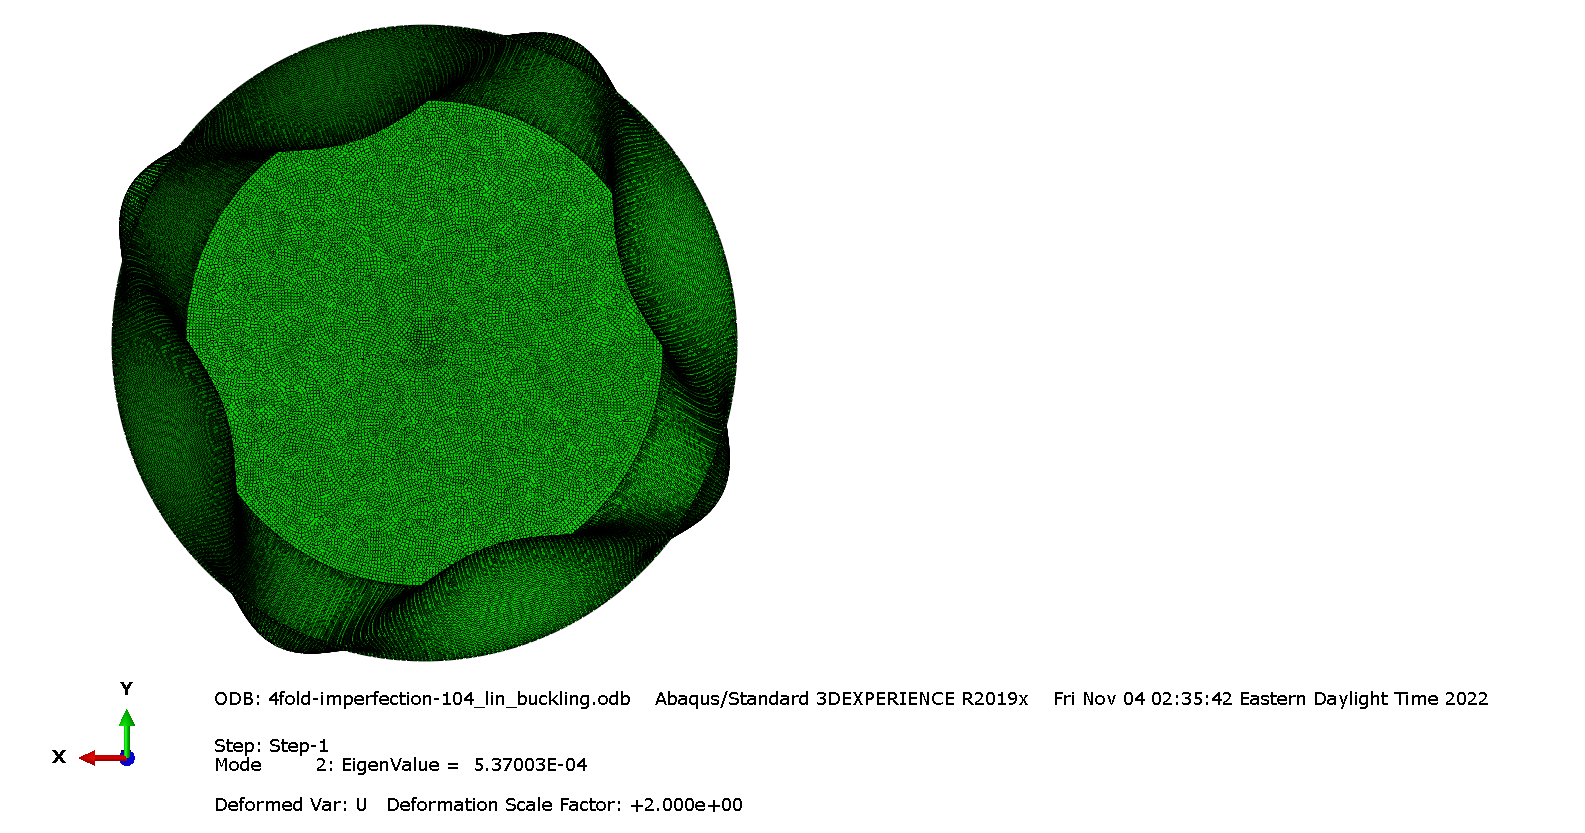 Y
X
ODB: 4fold-imperfection-104_lin_buckling.odb Abaqus/Standard 3DEXPERIENCE R2019x Fri Nov 04 02:35:42 Eastern Daylight Time 2022
Step: Step-1
Mode 2: EigenValue = 5.37003E-04
Deformed Var: U Deformation Scale Factor: +2.000e+00